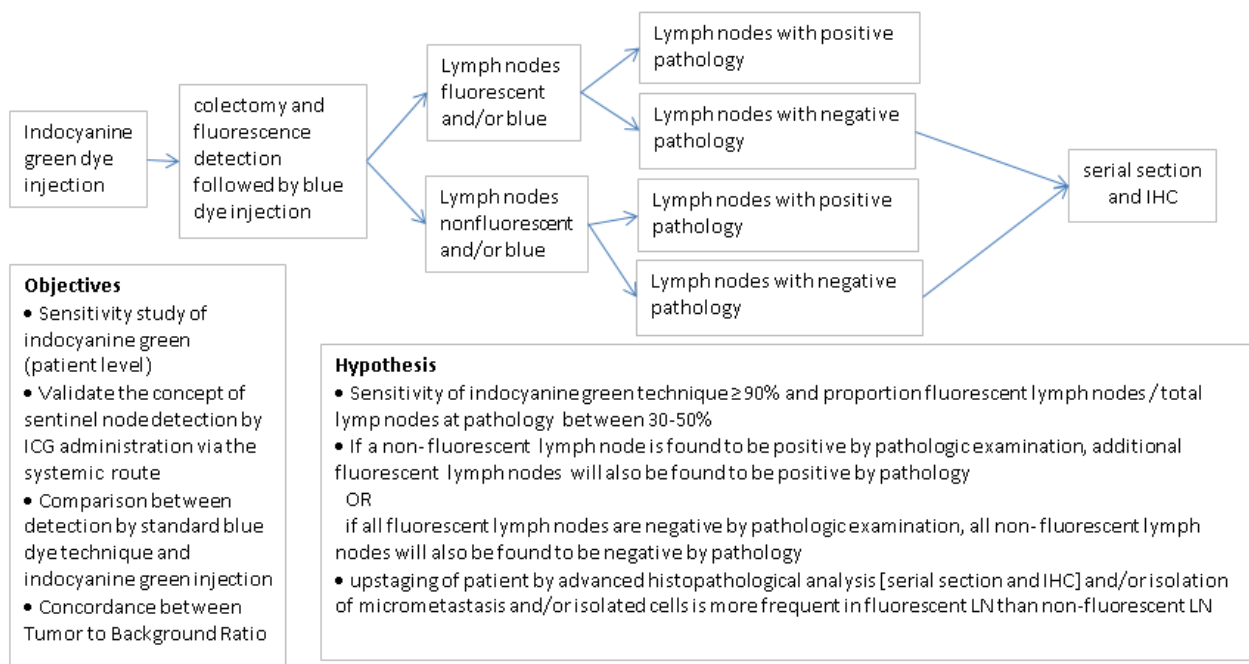 Indocyanine
green dye
injection
colectomy and
fluorescence
detection
followed by blue
dye injection
Lymph nodes
fluorescent
and/or blue
Lymph nodes
nonfluorescent
and/or blue
Lymph nodes with positive
pathology
Lymph nodes with negative
pathology
Lymph nodes with positive
pathology
Lymph nodes with negative
pathology
serial section
and IHC
Objectives
• Sensitivity study of
indocyanine green
(patient level)
• Validate the concept of
sentinel node detection by
ICG administration via the
systemic route
• Comparison between
detection by standard blue
dye technique and
indocyanine green injection
• Concordance between
Tumor to Background Ratio
Hypothesis
• Sensitivity of indocyanine green technique ≥ 90% and proportion fluorescent lymph nodes / total
lymp nodes at pathology between 30-50%
• If a non- fluorescent lymph node is found to be positive by pathologic examination, additional
fluorescent lymph nodes will also be found to be positive by pathology
OR
if all fluorescent lymph nodes are negative by pathologic examination, all non- fluorescent lymph
nodes will also be found to be negative by pathology
• upstaging of patient by advanced histopathological analysis [serial section and IHC] and/or isolation
of micrometastasis and/or isolated cells is more frequent in fluorescent LN than non-fluorescent LN